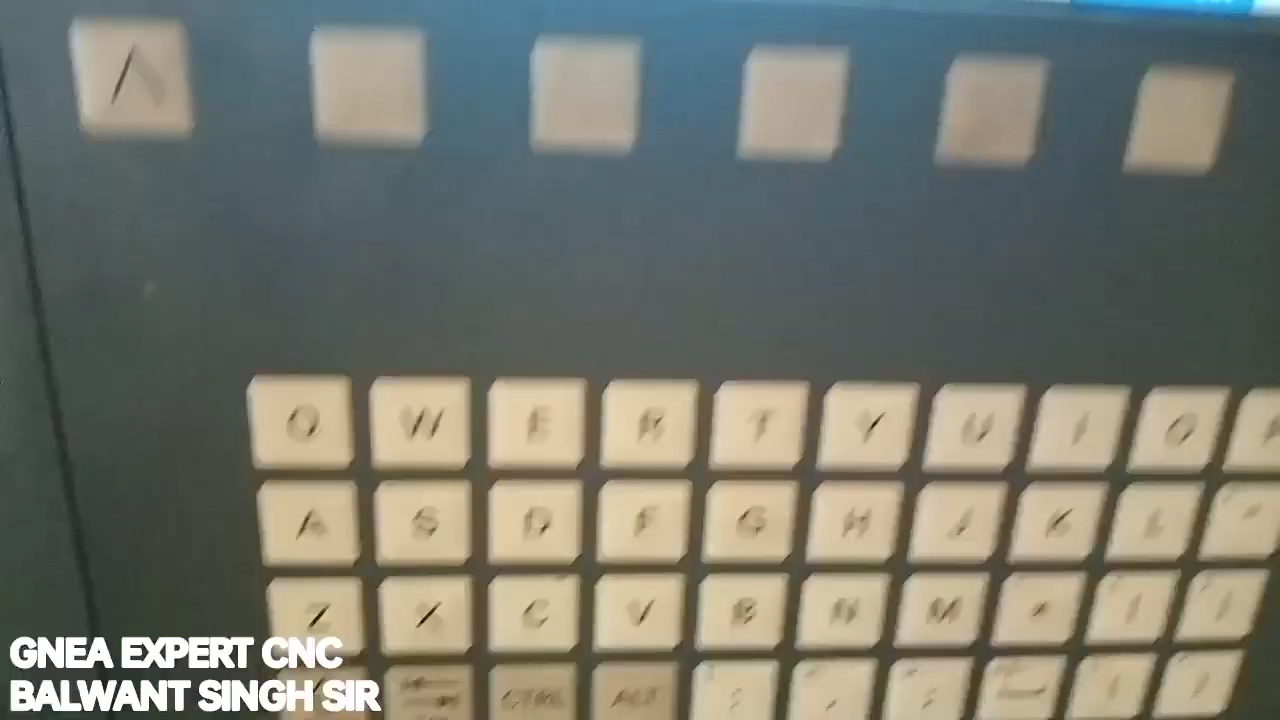 Q W E R T Y U I O
A S D F G H J K L
Z X C V B N M
CTRL ALT
GNEA EXPERT CNC
BALWANT SINGH SIR